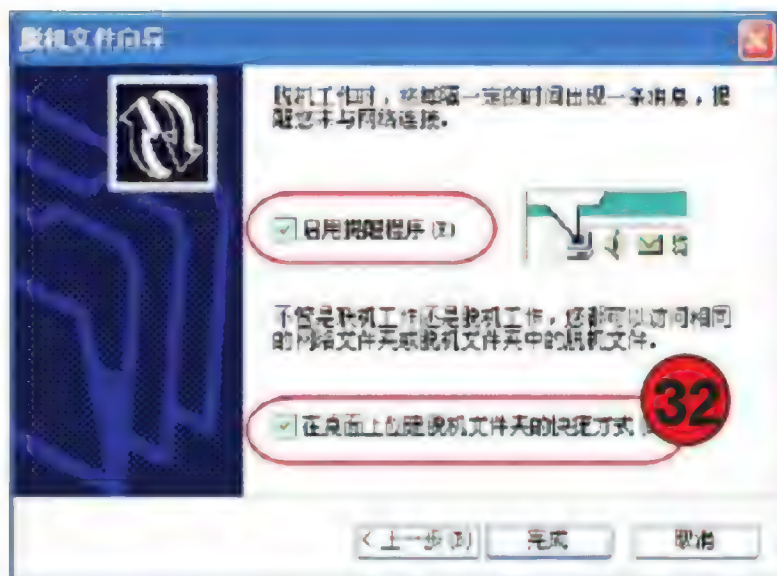 脱机文件向导
脱机工作时，将每隔一定的时间出现一条消息，提
醒您未与网络连接。
启用提醒程序
不管是联机工作还是脱机工作，您都可以访问相同
的网络文件夹或脱机文件夹中的脱机文件。
32
在桌面上创建脱机文件夹的快捷方式
< 上一步(B)
完成
取消